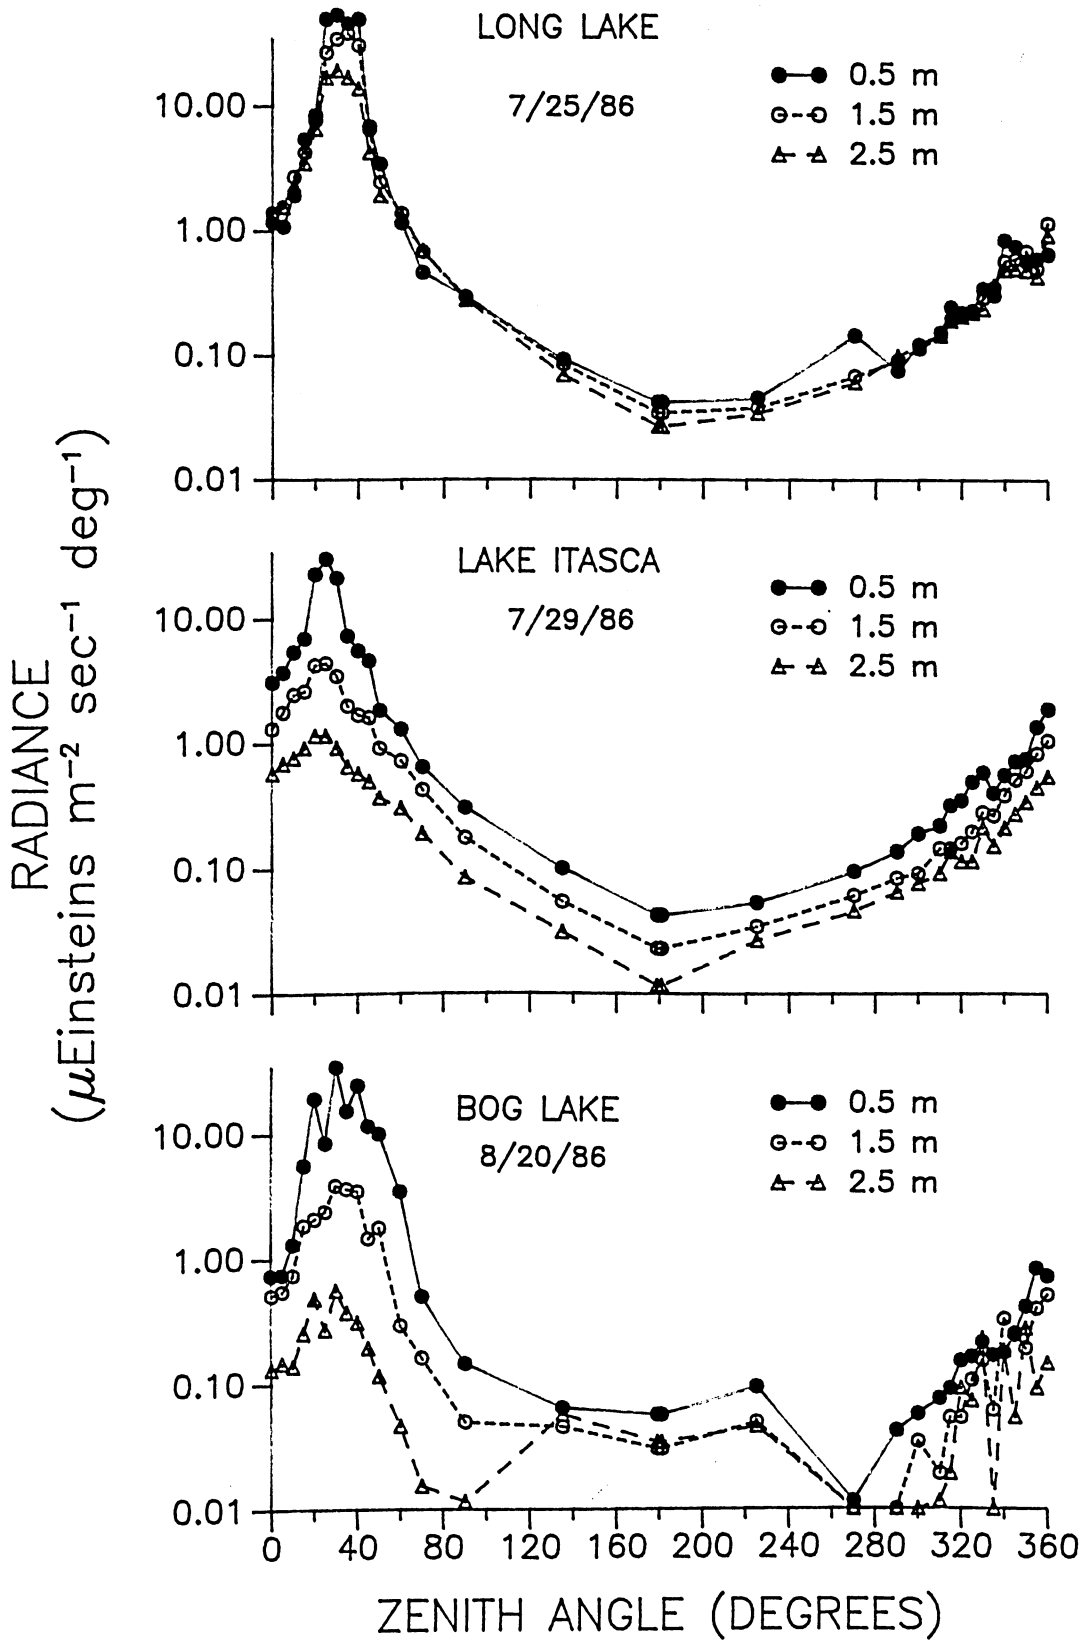 LONG LAKE
7/25/86
0.5 m
1.5 m
2.5 m
10.00
1.00
0.10
0.01
LAKE ITASCA
7/29/86
0.5 m
1.5 m
2.5 m
10.00
1.00
0.10
0.01
RADIANCE
(μEinsteins m⁻² sec⁻¹ deg⁻¹)
BOG LAKE
8/20/86
0.5 m
1.5 m
2.5 m
10.00
1.00
0.10
0.01
0 40 80 120 160 200 240 280 320 360
ZENITH ANGLE (DEGREES)